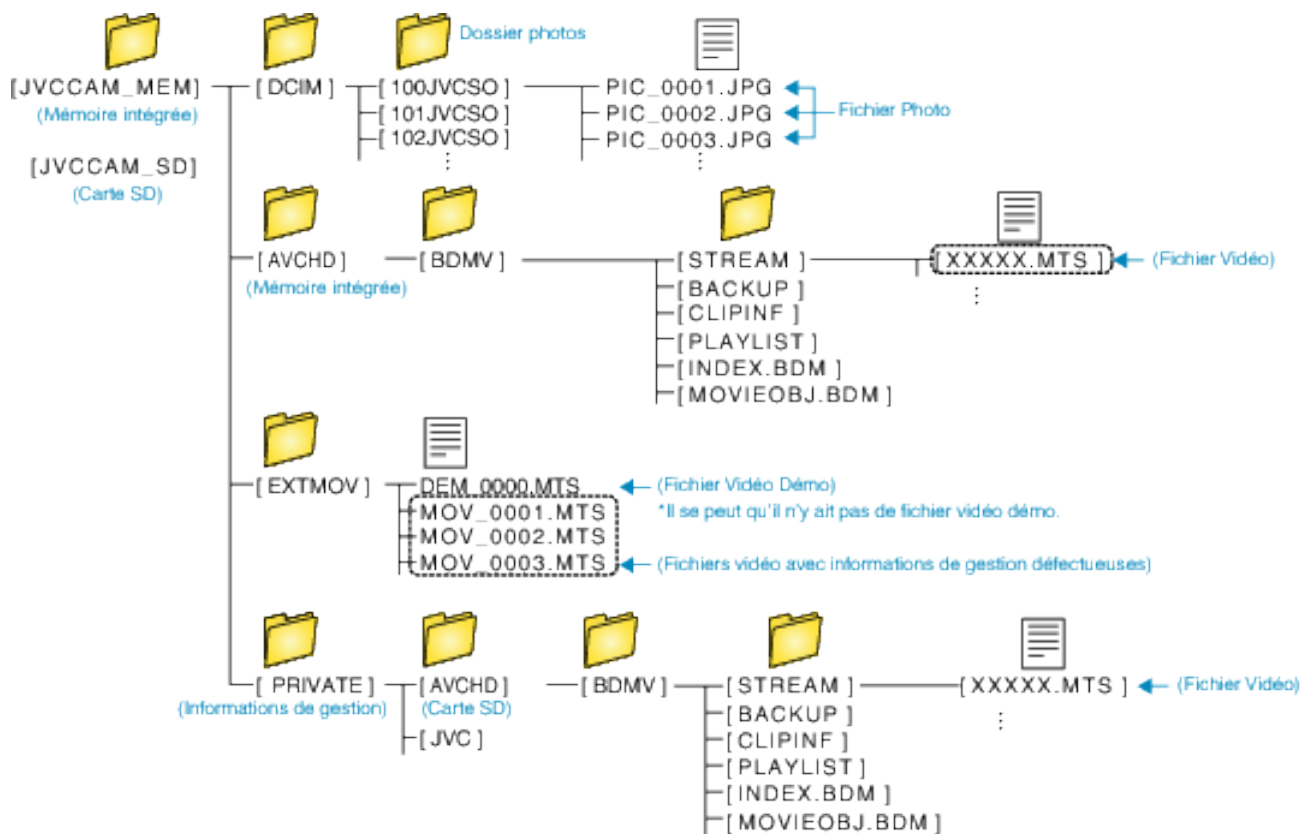 Dossier photos
[JVCCAM_MEM] [DCIM] [100JVCSO] PIC_0001.JPG
(Mémoire intégrée) [101JVCSO] PIC_0002.JPG Fichier Photo
[102JVCSO] PIC_0003.JPG
[JVCCAM_SD]
(Carte SD)
[AVCHD] [BDMV] [STREAM] [XXXXX.MTS] (Fichier Vidéo)
(Mémoire intégrée) [BACKUP]
[CLIPINF]
[PLAYLIST]
[INDEX.BDM]
[MOVIEOBJ.BDM]
[EXTMOV] DEM_0000.MTS (Fichier Vidéo Démo)
MOV_0001.MTS *Il se peut qu'il n'y ait pas de fichier vidéo démo.
MOV_0002.MTS
MOV_0003.MTS (Fichiers vidéo avec informations de gestion défectueuses)
[PRIVATE] [AVCHD] [BDMV] [STREAM] [XXXXX.MTS] (Fichier Vidéo)
(Informations de gestion) (Carte SD) [BACKUP]
[JVC] [CLIPINF]
[PLAYLIST]
[INDEX.BDM]
[MOVIEOBJ.BDM]